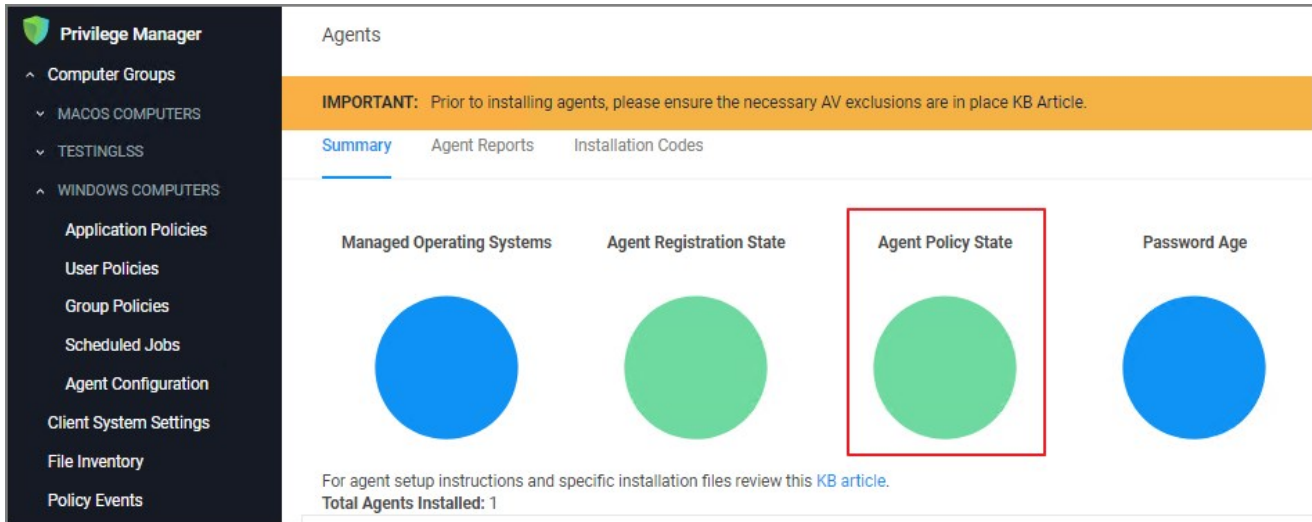 Privilege Manager
Computer Groups
MACOS COMPUTERS
TESTINGLSS
WINDOWS COMPUTERS
Application Policies
User Policies
Group Policies
Scheduled Jobs
Agent Configuration
Client System Settings
File Inventory
Policy Events
Agents
IMPORTANT: Prior to installing agents, please ensure the necessary AV exclusions are in place KB Article.
Summary Agent Reports Installation Codes
Managed Operating Systems Agent Registration State Agent Policy State Password Age
For agent setup instructions and specific installation files review this KB article.
Total Agents Installed: 1